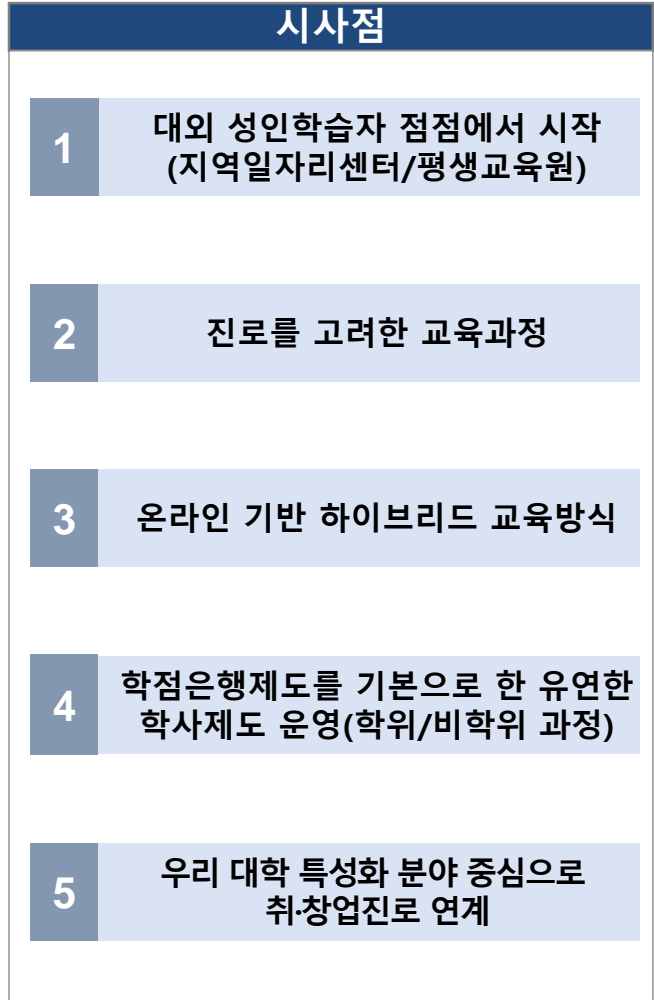 시사점
1
대외 성인학습자 점점에서 시작
(지역일자리센터/평생교육원)
2
진로를 고려한 교육과정
3
온라인 기반 하이브리드 교육방식
4
학점은행제도를 기본으로 한 유연한
학사제도 운영(학위/비학위 과정)
5
우리 대학 특성화 분야 중심으로
취·창업진로 연계